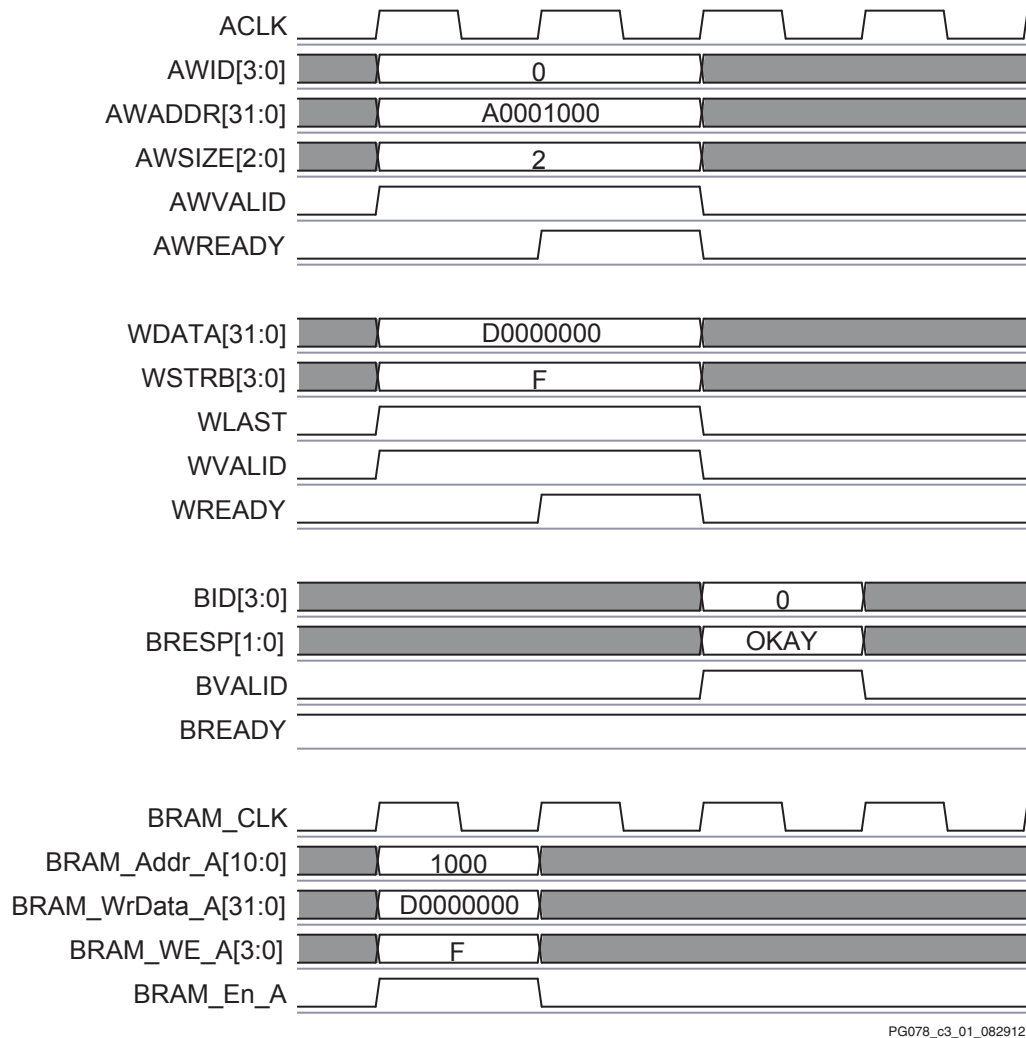 ACLK
AWID[3:0] 0
AWADDR[31:0] A0001000
AWSIZE[2:0] 2
AWVALID
AWREADY
WDATA[31:0] D0000000
WSTRB[3:0] F
WLAST
WVALID
WREADY
BID[3:0] 0
BRESP[1:0] OKAY
BVALID
BREADY
BRAM_CLK
BRAM_Addr_A[10:0] 1000
BRAM_WrData_A[31:0] D0000000
BRAM_WE_A[3:0] F
BRAM_En_A
PG078_c3_01_082912